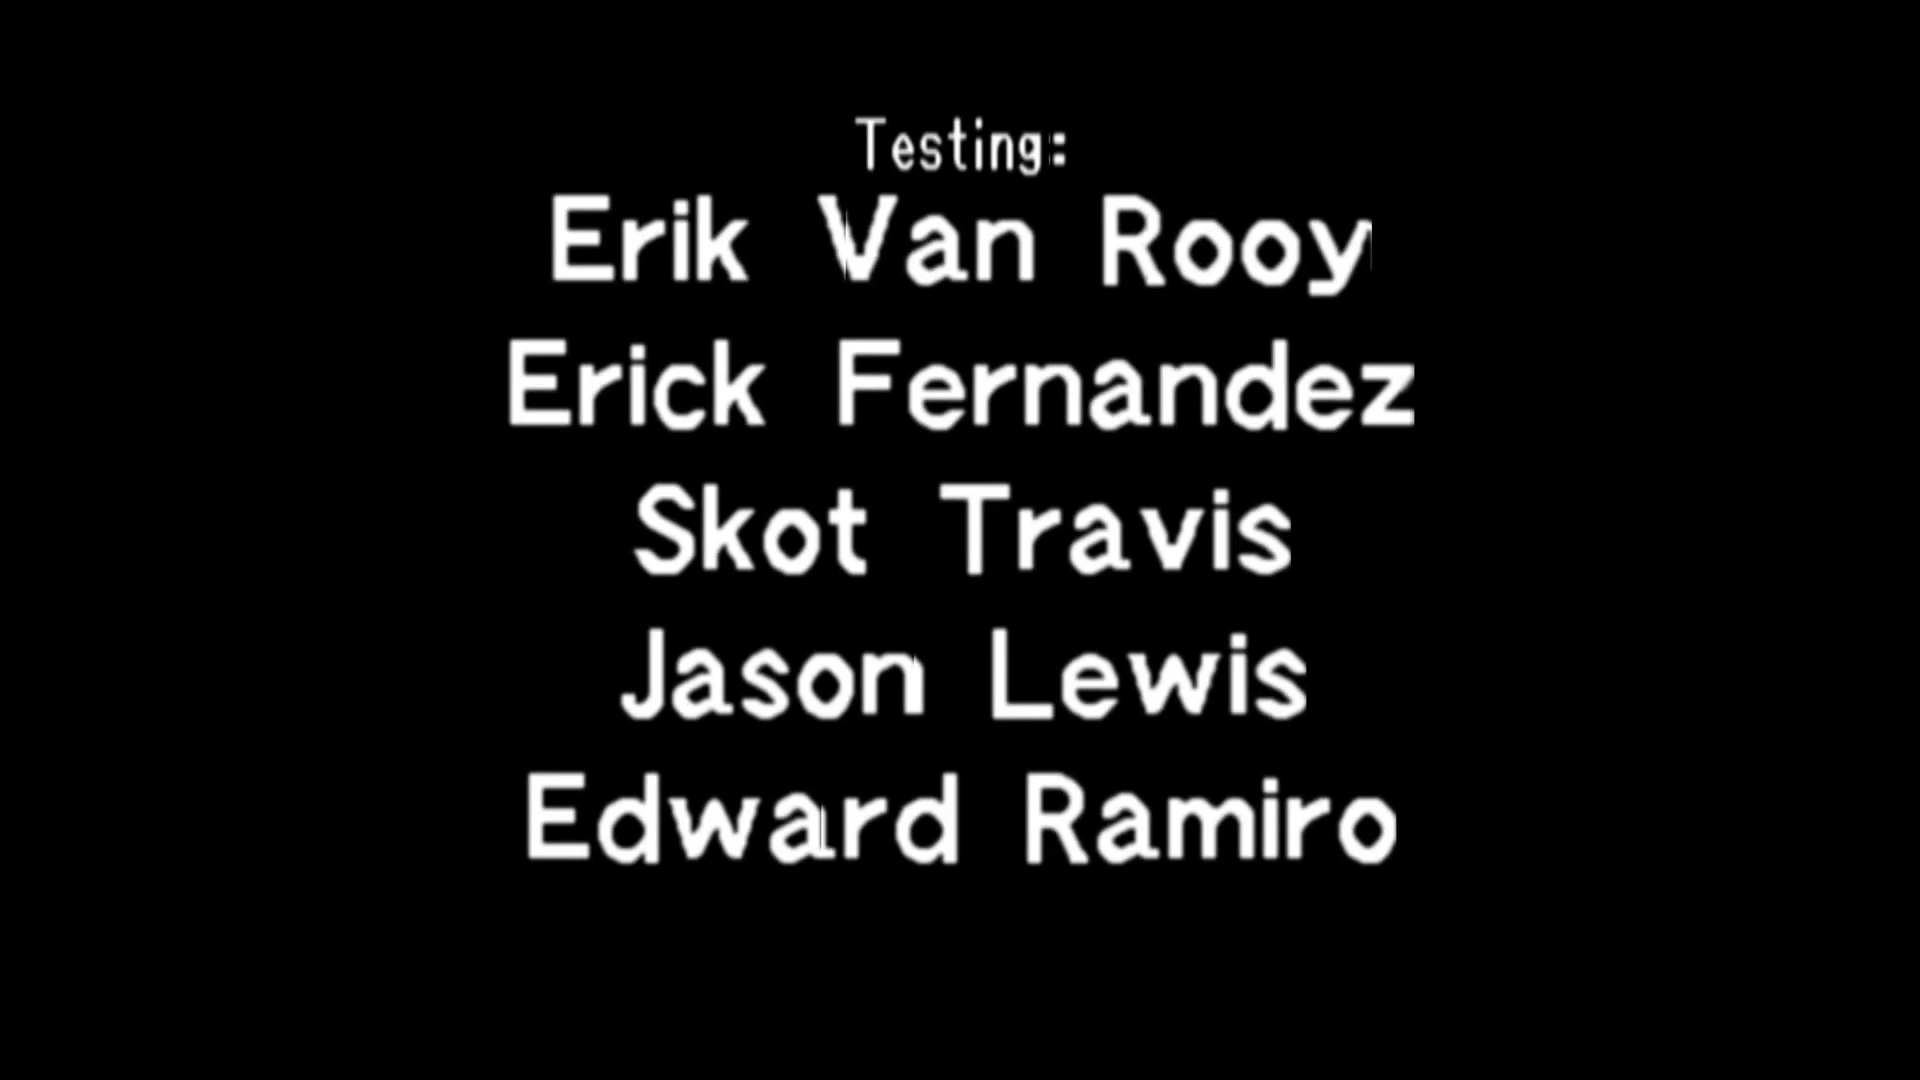 Testing:
Erik Van Rooy
Erick Fernandez
Skot Travis
Jason Lewis
Edward Ramiro